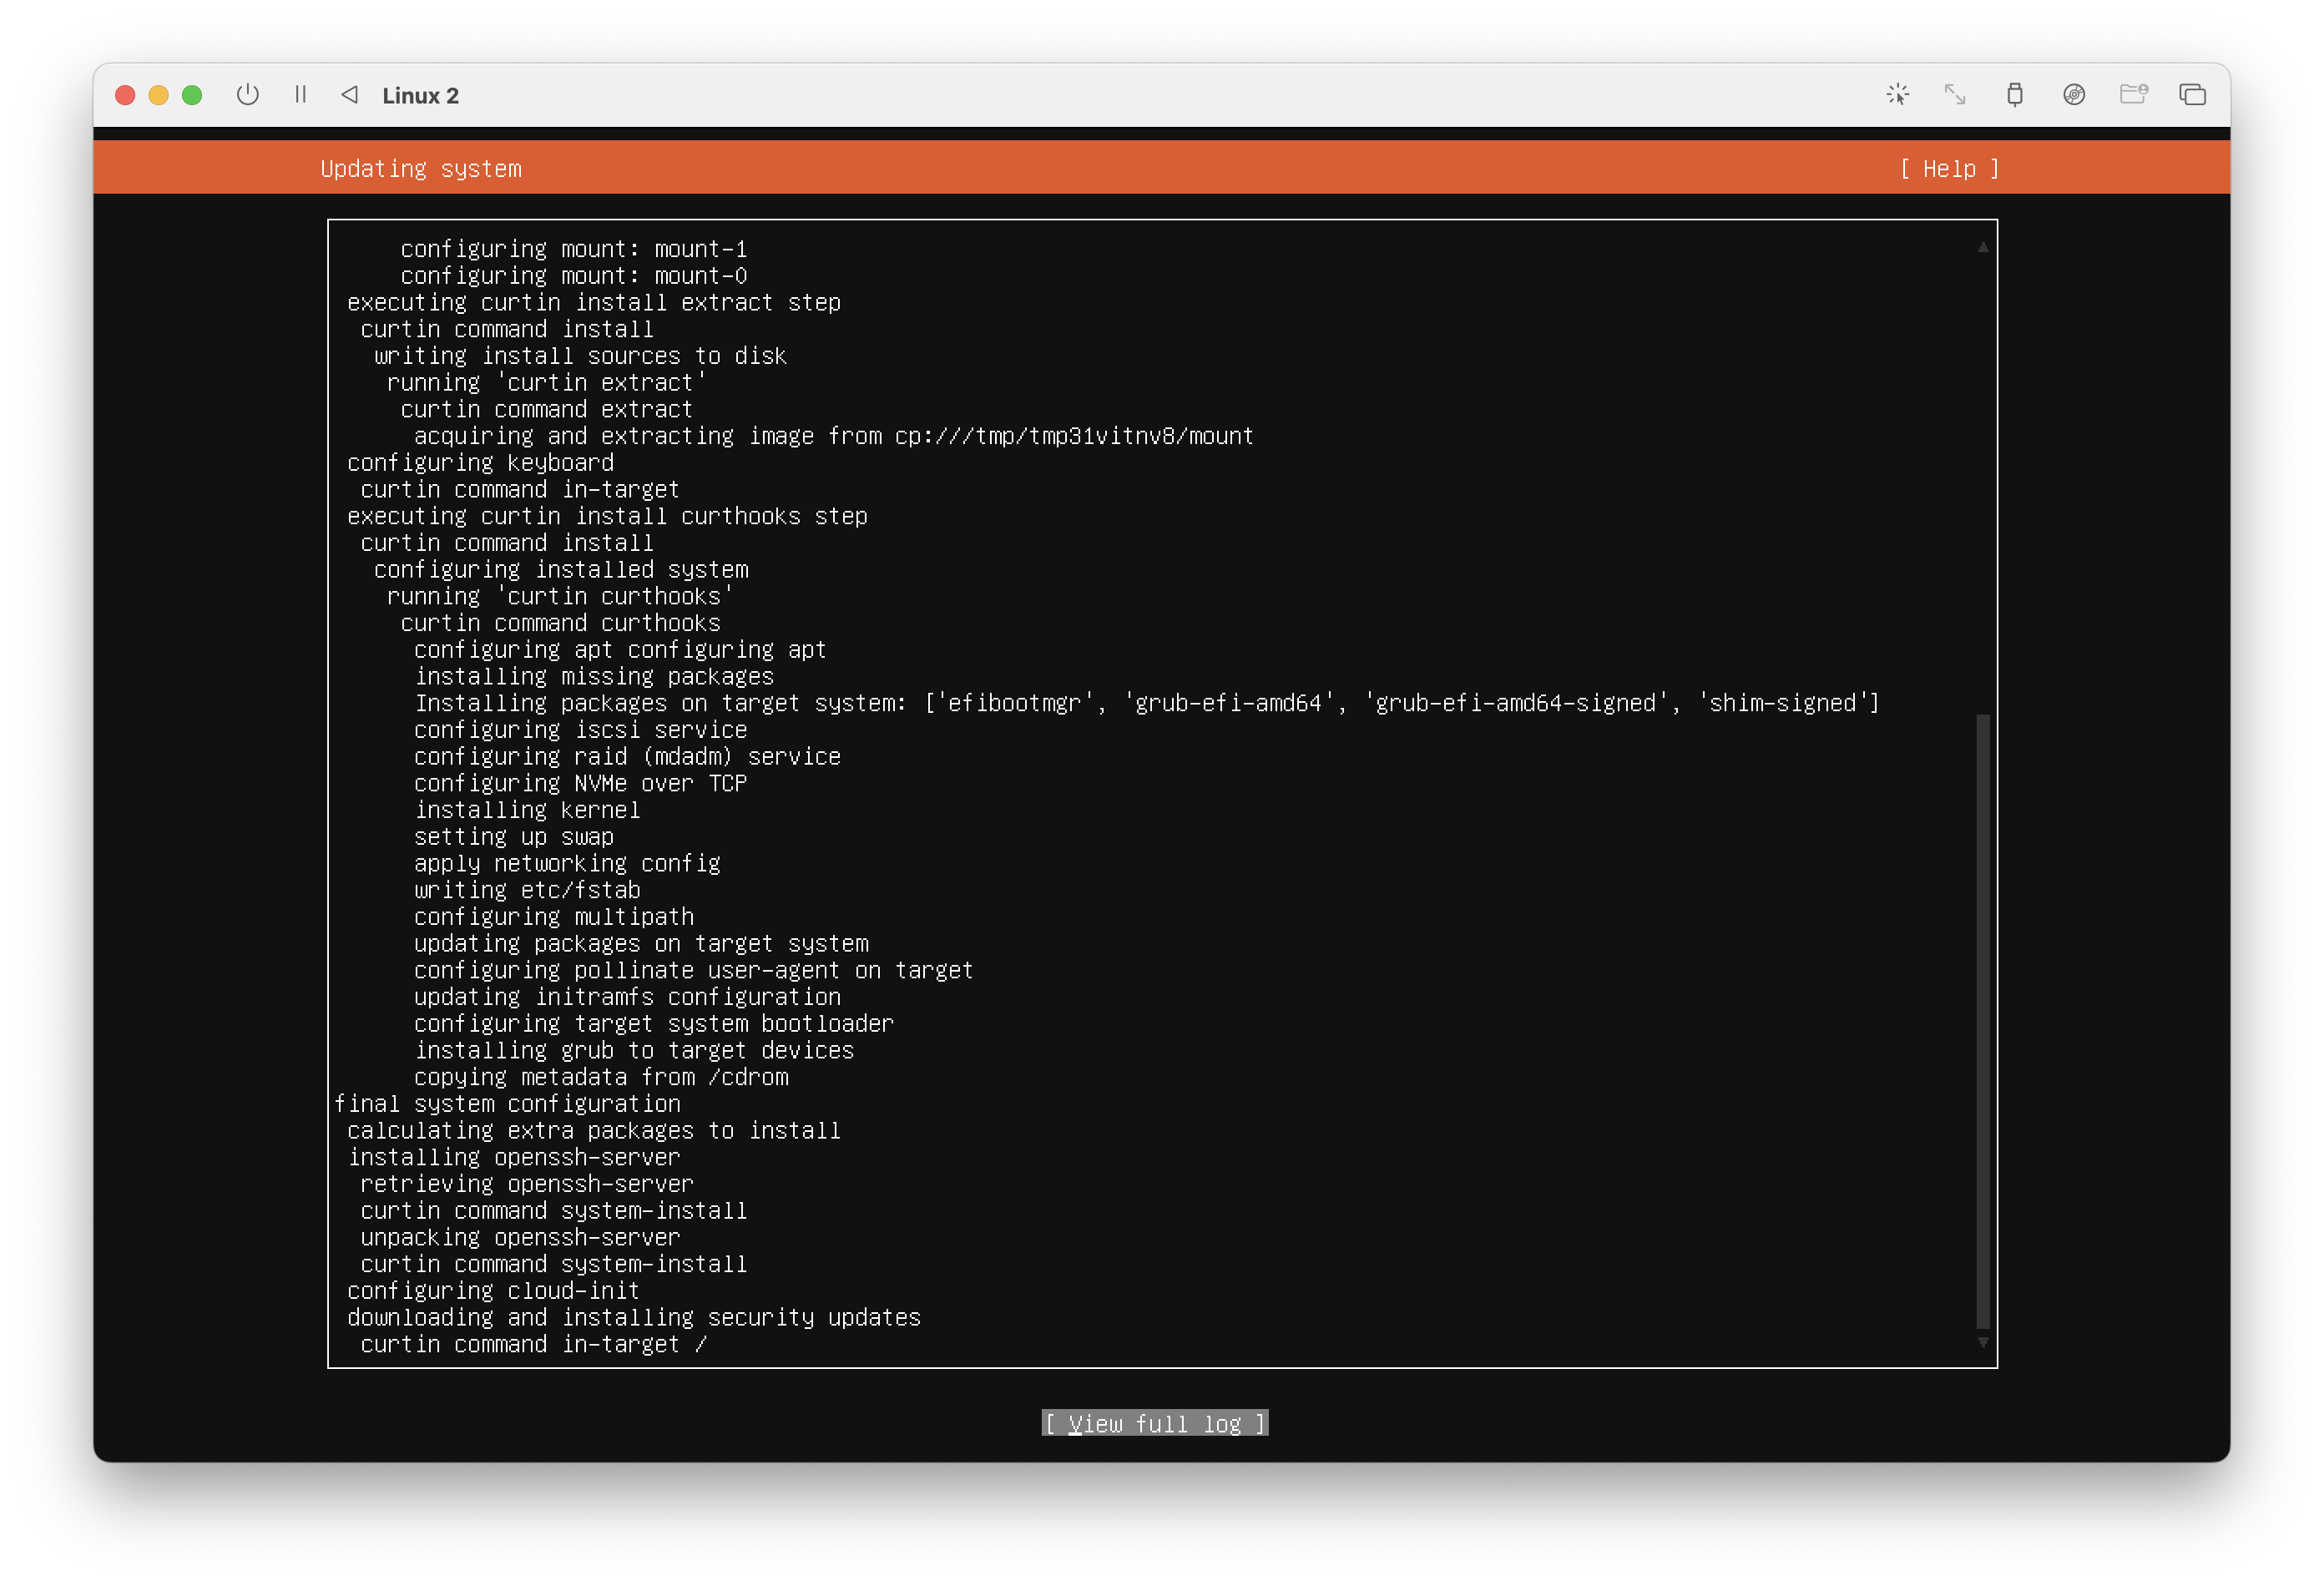 Linux 2
Updating system [ Help ]
configuring mount: mount-1
configuring mount: mount-0
executing curtin install extract step
curtin command install
writing install sources to disk
running 'curtin extract'
curtin command extract
acquiring and extracting image from cp:///tmp/tmp31vitnv8/mount
configuring keyboard
curtin command in-target
executing curtin install curthooks step
curtin command install
configuring installed system
running 'curtin curthooks'
curtin command curthooks
configuring apt configuring apt
installing missing packages
Installing packages on target system: ['efibootmgr', 'grub-efi-amd64', 'grub-efi-amd64-signed', 'shim-signed']
configuring iscsi service
configuring raid (mdadm) service
configuring NVMe over TCP
installing kernel
setting up swap
apply networking config
writing etc/fstab
configuring multipath
updating packages on target system
configuring pollinate user-agent on target
updating initramfs configuration
configuring target system bootloader
installing grub to target devices
copying metadata from /cdrom
final system configuration
calculating extra packages to install
installing openssh-server
retrieving openssh-server
curtin command system-install
unpacking openssh-server
curtin command system-install
configuring cloud-init
downloading and installing security updates
curtin command in-target /
[ View full log ]